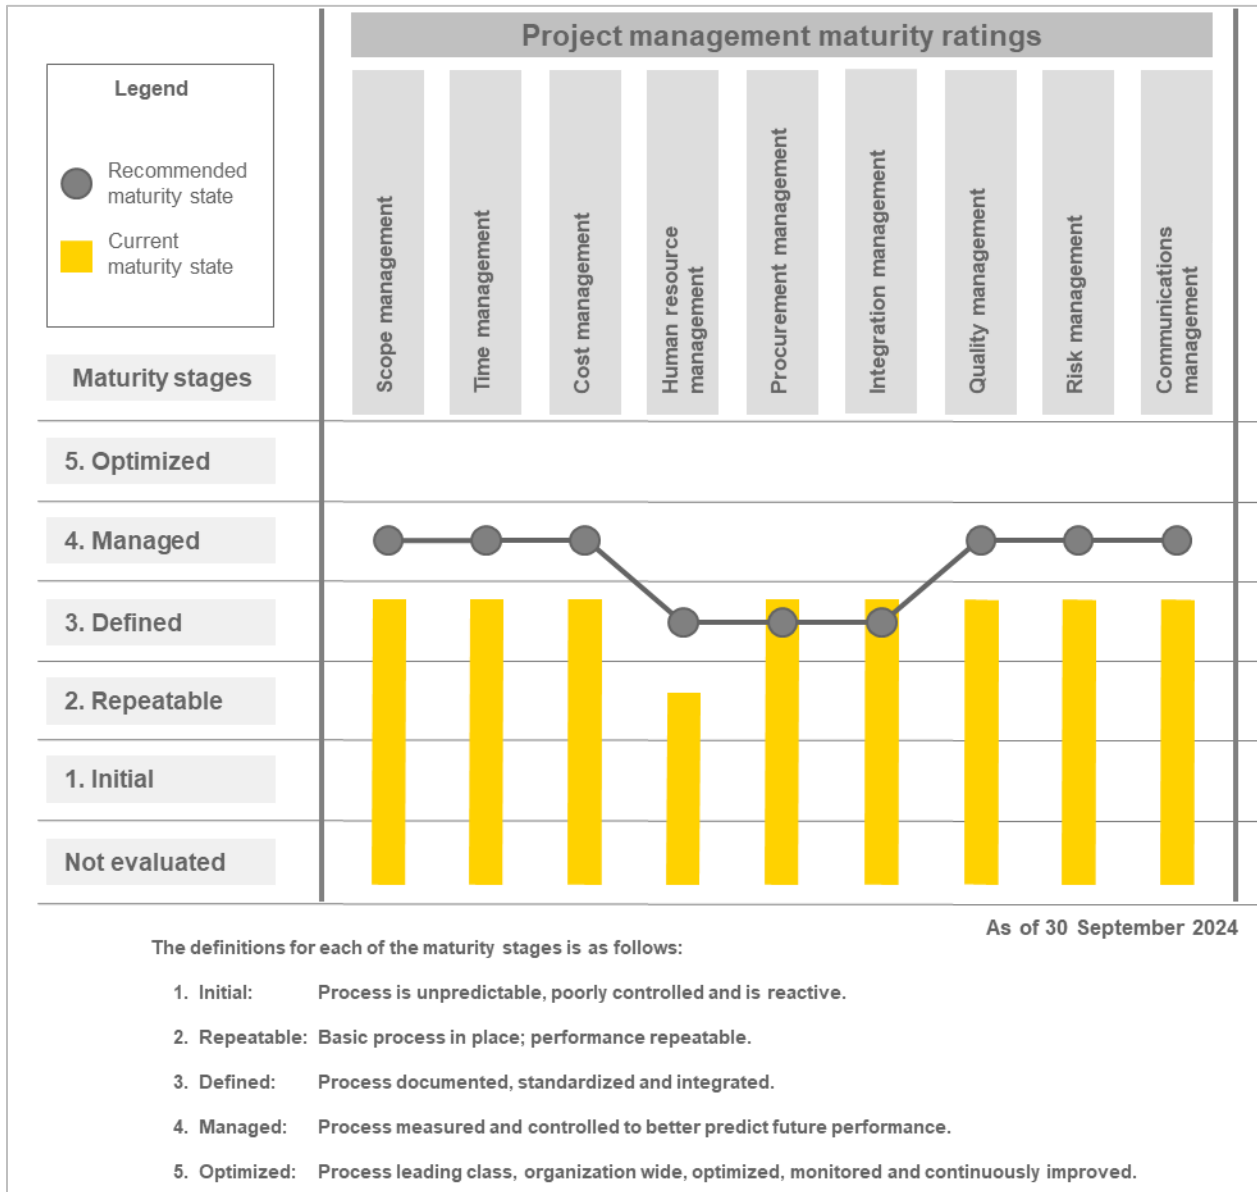 Project management maturity ratings
Legend
Recommended
maturity state
Current
maturity state
Maturity stages
Scope management
Time management
Cost management
Human resource
management
Procurement management
Integration management
Quality management
Risk management
Communications
management
5. Optimized
4. Managed
3. Defined
2. Repeatable
1. Initial
Not evaluated
As of 30 September 2024
The definitions for each of the maturity stages is as follows:
1. Initial: Process is unpredictable, poorly controlled and is reactive.
2. Repeatable: Basic process in place; performance repeatable.
3. Defined: Process documented, standardized and integrated.
4. Managed: Process measured and controlled to better predict future performance.
5. Optimized: Process leading class, organization wide, optimized, monitored and continuously improved.